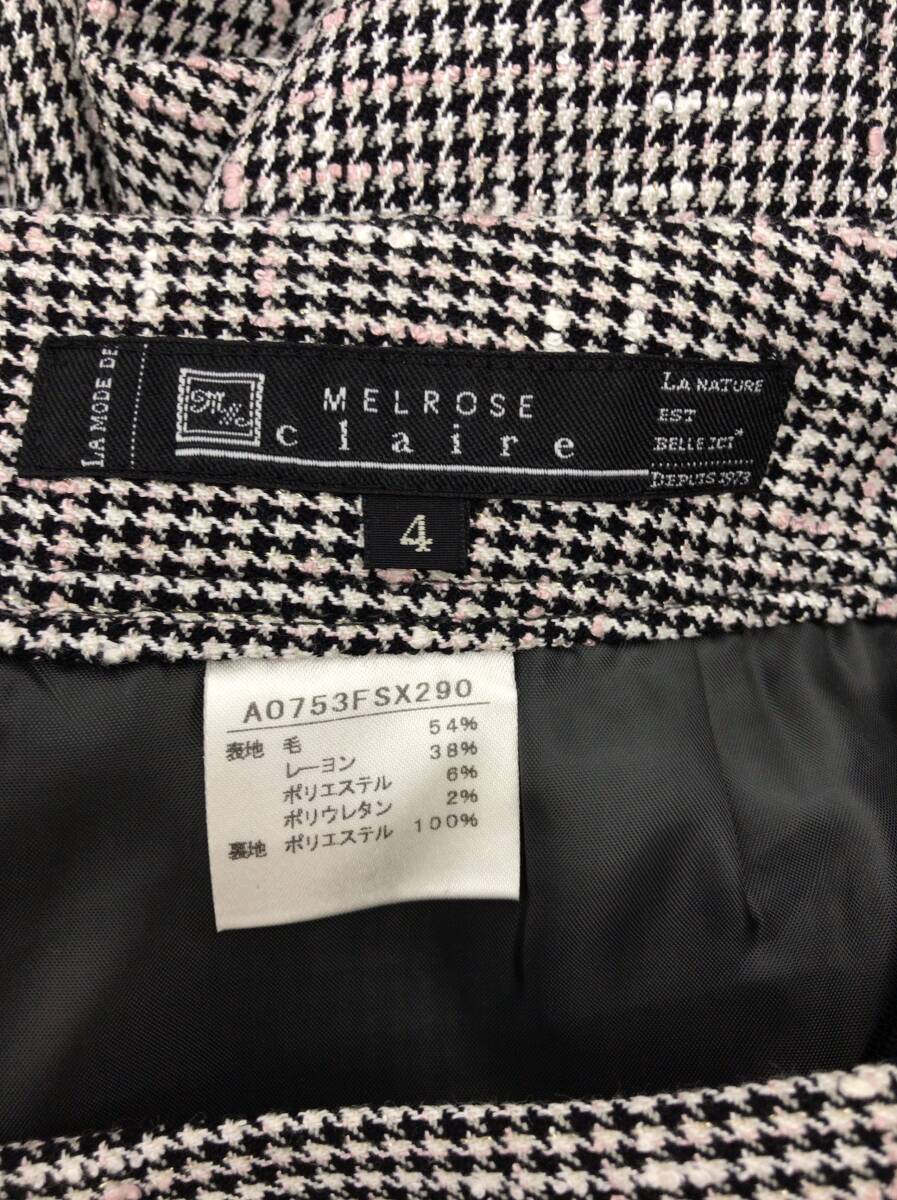 LA MODE DE
MC
MELROSE
claire
LA NATURE
EST
BELLE ICI*
DEPUIS 1973
4
A0753FSX290
表地 毛 54%
レーヨン 38%
ポリエステル 6%
ポリウレタン 2%
裏地 ポリエステル 100%